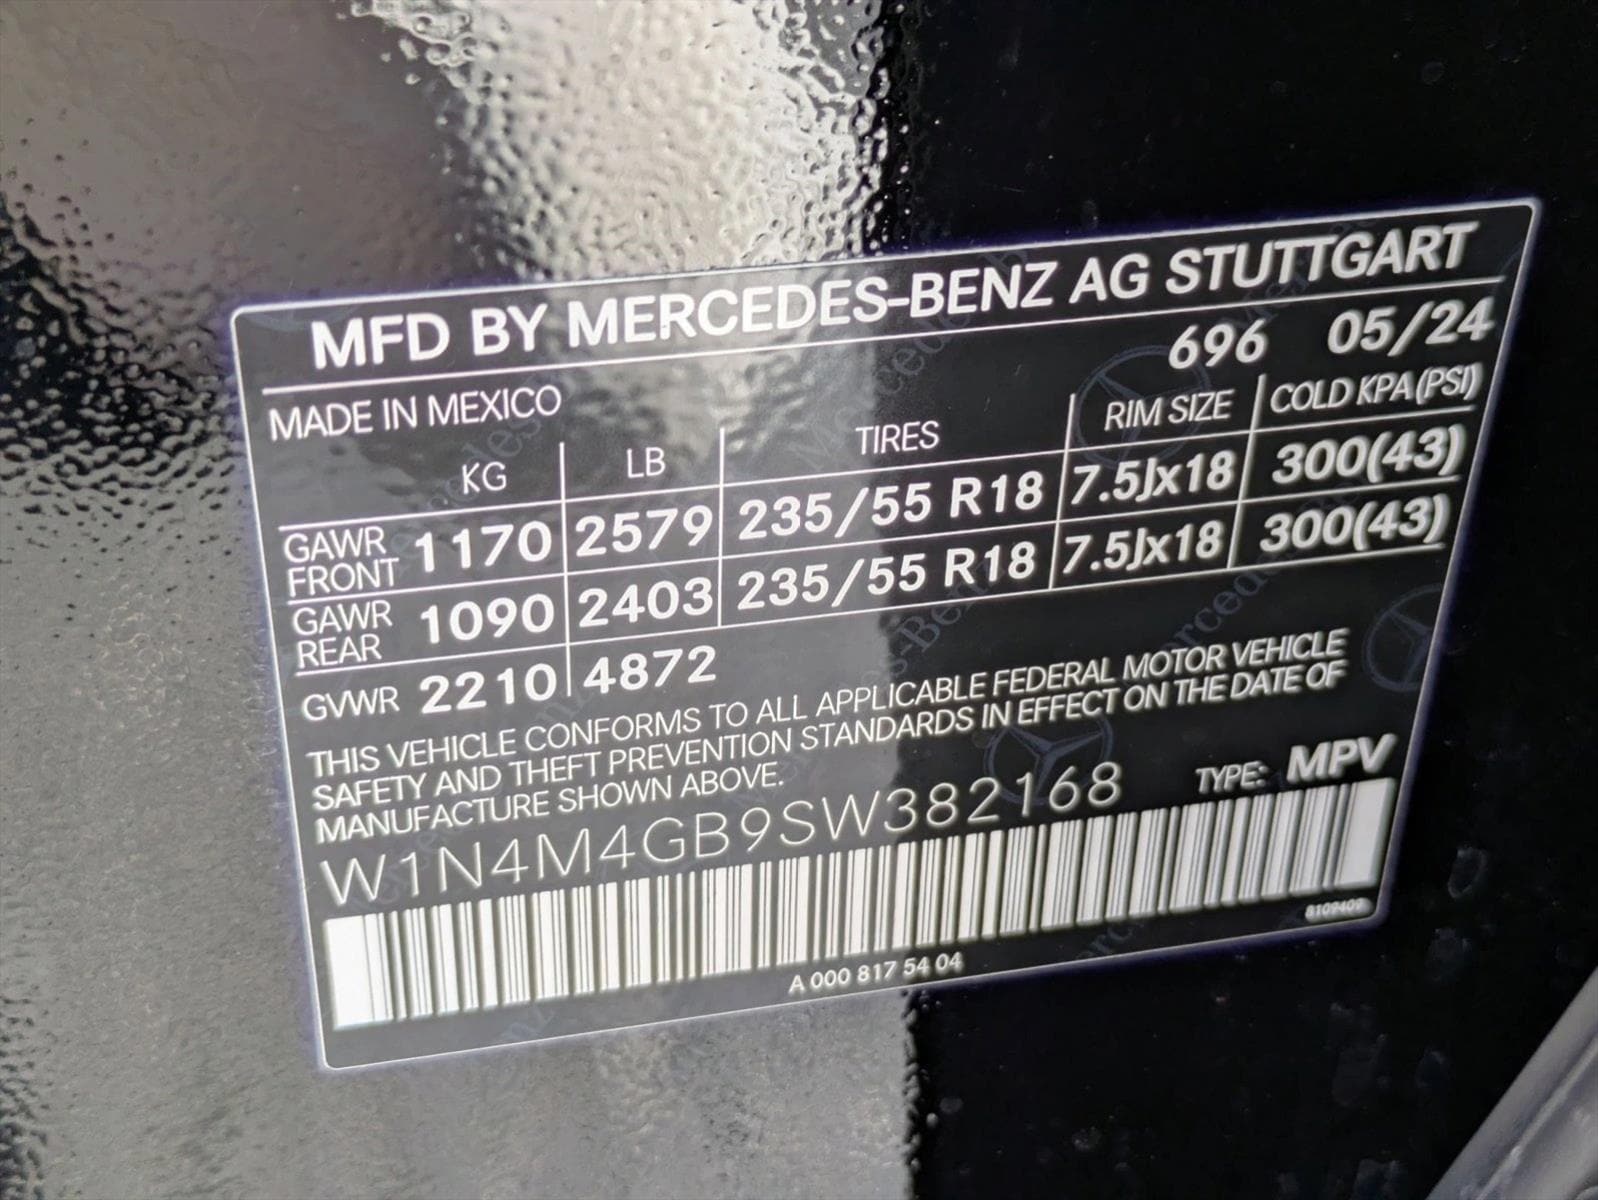 MFD BY MERCEDES-BENZ AG STUTTGART
MADE IN MEXICO 696 05/24
KG LB TIRES RIM SIZE COLD KPA(PSI)
GAWR FRONT 1170 2579 235/55 R18 7.5Jx18 300(43)
GAWR REAR 1090 2403 235/55 R18 7.5Jx18 300(43)
GVWR 2210 4872
THIS VEHICLE CONFORMS TO ALL APPLICABLE FEDERAL MOTOR VEHICLE
SAFETY AND THEFT PREVENTION STANDARDS IN EFFECT ON THE DATE OF
MANUFACTURE SHOWN ABOVE.
W1N4M4GB9SW382168 TYPE: MPV
8109409
A 000 817 54 04